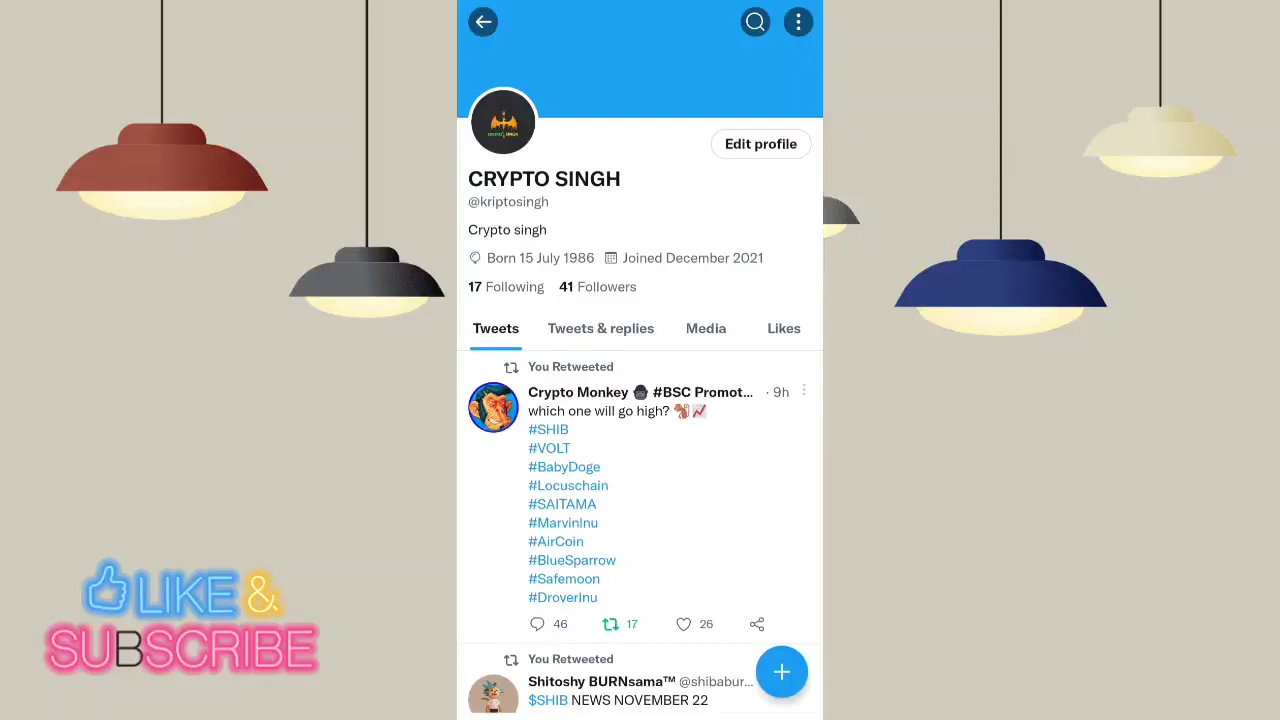 CRYPTO SINGH
Edit profile
CRYPTO SINGH
@kriptosingh
Crypto singh
Born 15 July 1986 Joined December 2021
17 Following 41 Followers
Tweets Tweets & replies Media Likes
You Retweeted
Crypto Monkey #BSC Promot... · 9h
which one will go high?
#SHIB
#VOLT
#BabyDoge
#Locuschain
#SAITAMA
#MarvinInu
#AirCoin
#BlueSparrow
#Safemoon
#DroverInu
46 17 26
You Retweeted
Shitoshy BURNsama™ @shibabur...
$SHIB NEWS NOVEMBER 22
LIKE &
SUBSCRIBE